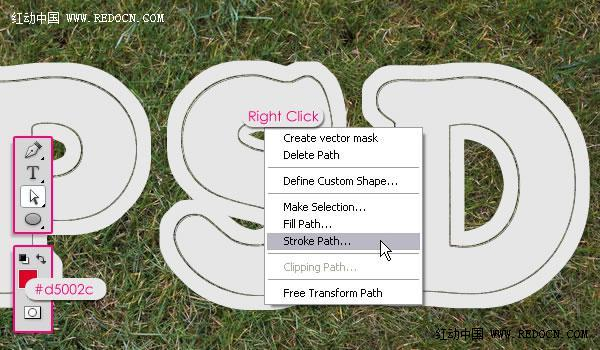 红动中国 WWW.REDOCN.COM
PSD
Right Click
Create vector mask
Delete Path
Define Custom Shape...
Make Selection...
Fill Path...
Stroke Path...
Clipping Path...
Free Transform Path
T
#d5002c
红动中国 WWW.REDOCN.COM